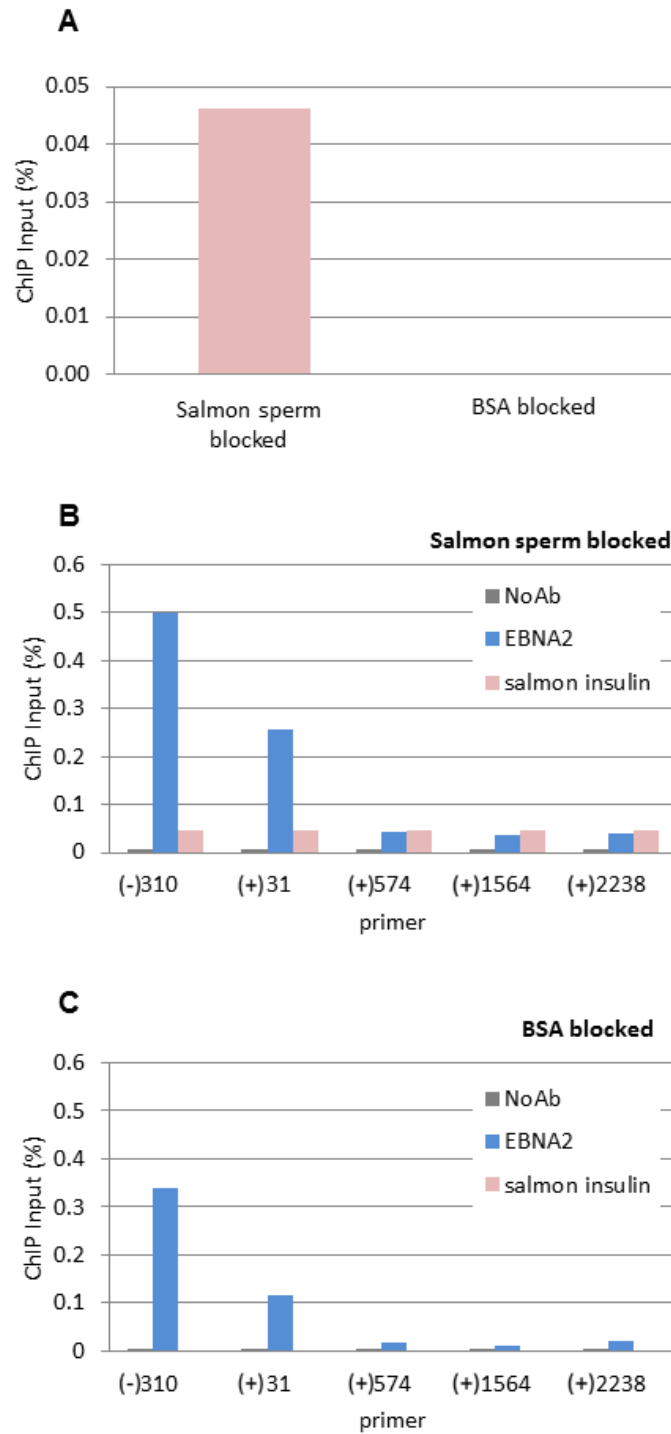 A
ChIP Input (%)
0.05
0.04
0.03
0.02
0.01
0.00
Salmon sperm
blocked
BSA blocked
B
Salmon sperm blocked
ChIP Input (%)
0.6
0.5
0.4
0.3
0.2
0.1
0
NoAb
EBNA2
salmon insulin
(-)310 (+)31 (+)574 (+)1564 (+)2238
primer
C
BSA blocked
ChIP Input (%)
0.6
0.5
0.4
0.3
0.2
0.1
0
NoAb
EBNA2
salmon insulin
(-)310 (+)31 (+)574 (+)1564 (+)2238
primer